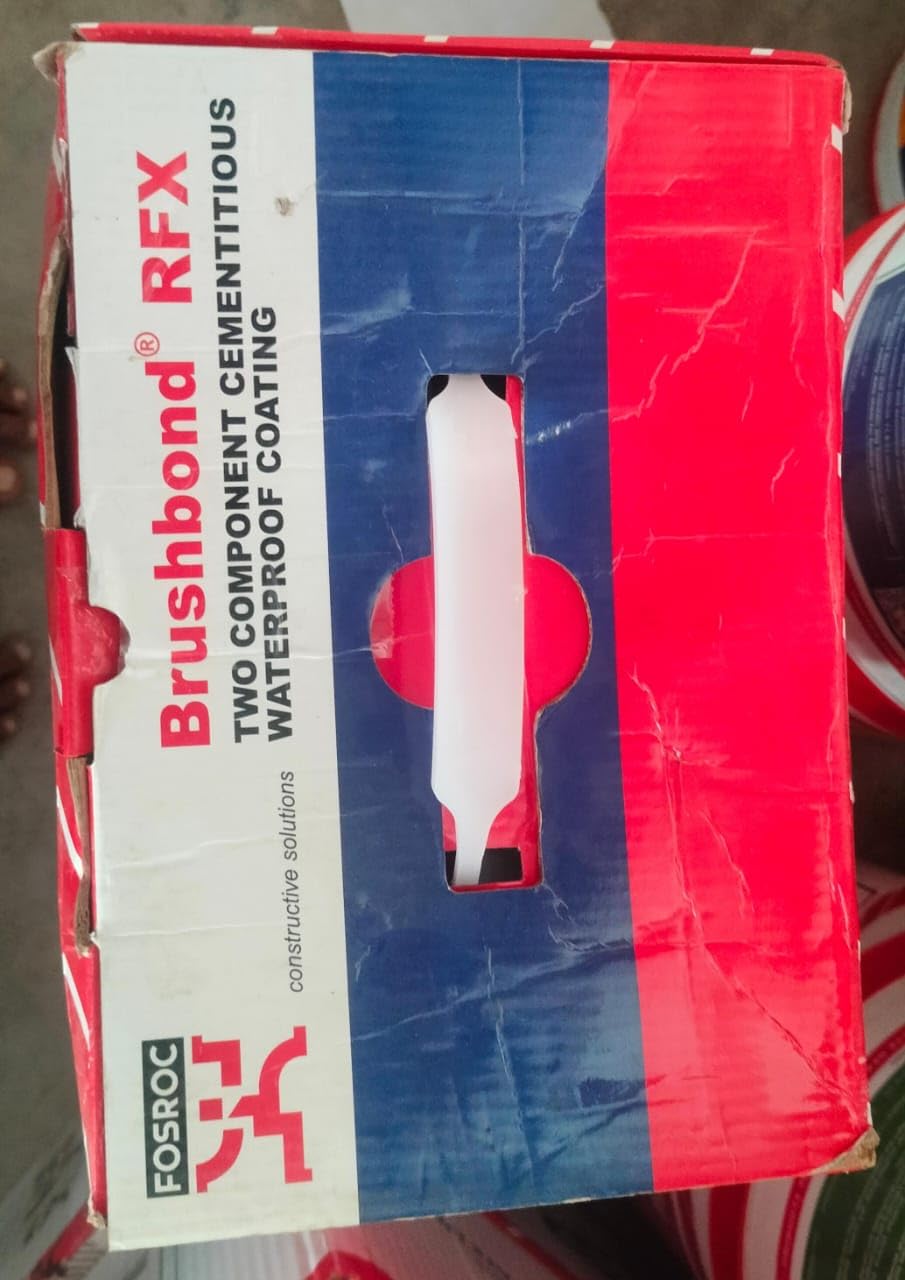 Brushbond® RFX
TWO COMPONENT CEMENTITIOUS
WATERPROOF COATING
FOSROC
constructive solutions